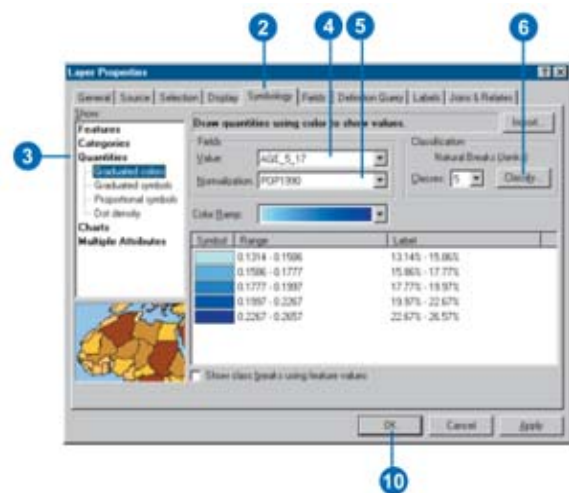 2
4
5
6
Layer Properties
General Source Selection Display Symbology Fields Definition Query Labels Joins & Relates
3
Show:
Features
Categories
Quantities
Graduated colors
Graduated symbols
Proportional symbols
Dot density
Charts
Multiple Attributes
Draw quantities using color to show values.
Import...
Fields
Value: AGE_5_17
Normalization: POP1990
Classification
Natural Breaks (Jenks)
Classes: 5 Classify...
Color Ramp:
Symbol Range Label
0.1314 - 0.1586 13.14% - 15.86%
0.1586 - 0.1777 15.86% - 17.77%
0.1777 - 0.1997 17.77% - 19.97%
0.1997 - 0.2267 19.97% - 22.67%
0.2267 - 0.2657 22.67% - 26.57%
Show class breaks using feature values
OK Cancel Apply
10